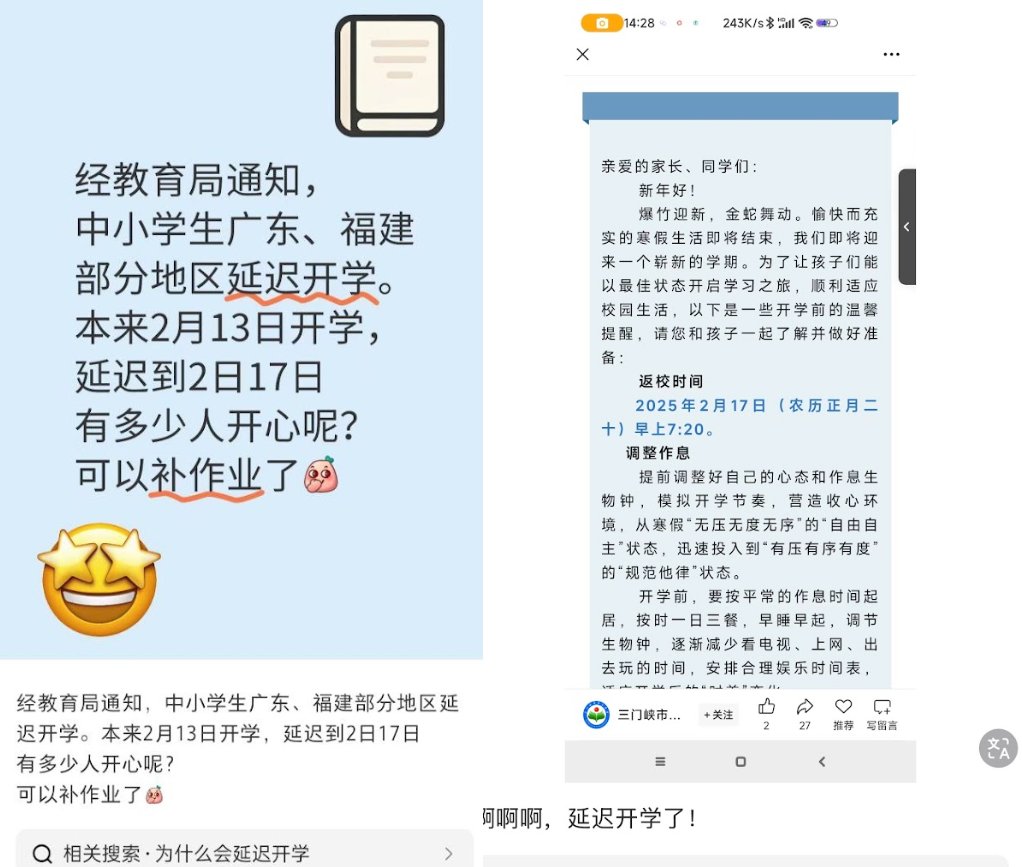 经教育局通知，
中小学生广东、福建
部分地区延迟开学。
本来2月13日开学，
延迟到2日17日
有多少人开心呢？
可以补作业了
经教育局通知，中小学生广东、福建部分地区延
迟开学。本来2月13日开学，延迟到2日17日
有多少人开心呢？
可以补作业了
相关搜索·为什么会延迟开学
14:28
243K/s
亲爱的家长、同学们：
新年好！
爆竹迎新，金蛇舞动。愉快而充
实的寒假生活即将结束，我们即将迎
来一个崭新的学期。为了让孩子们能
以最佳状态开启学习之旅，顺利适应
校园生活，以下是一些开学前的温馨
提醒，请您和孩子一起了解并做好准
备：
返校时间
2025年2月17日（农历正月二
十）早上7:20。
调整作息
提前调整好自己的心态和作息生
物钟，模拟开学节奏，营造收心环
境，从寒假“无压无度无序”的“自由自
主”状态，迅速投入到“有压有序有度”
的“规范他律”状态。
开学前，要按平常的作息时间起
居，按时一日三餐，早睡早起，调节
生物钟，逐渐减少看电视、上网、出
去玩的时间，安排合理娱乐时间表，
三门峡市...
+关注
2
27
推荐
写留言
啊啊啊，延迟开学了！
文A